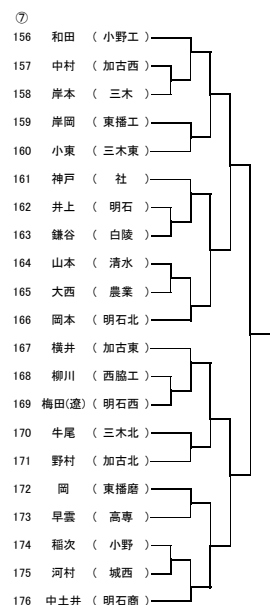 ⑦
156 和田 ( 小野工 )
157 中村 ( 加古西 )
158 岸本 ( 三木 )
159 岸岡 ( 東播工 )
160 小東 ( 三木東 )
161 神戸 ( 社 )
162 井上 ( 明石 )
163 鎌谷 ( 白陵 )
164 山本 ( 清水 )
165 大西 ( 農業 )
166 岡本 ( 明石北 )
167 横井 ( 加古東 )
168 柳川 ( 西脇工 )
169 梅田(遼) ( 明石西 )
170 牛尾 ( 三木北 )
171 野村 ( 加古北 )
172 岡 ( 東播磨 )
173 早雲 ( 高専 )
174 稲次 ( 小野 )
175 河村 ( 城西 )
176 中土井 ( 明石商 )